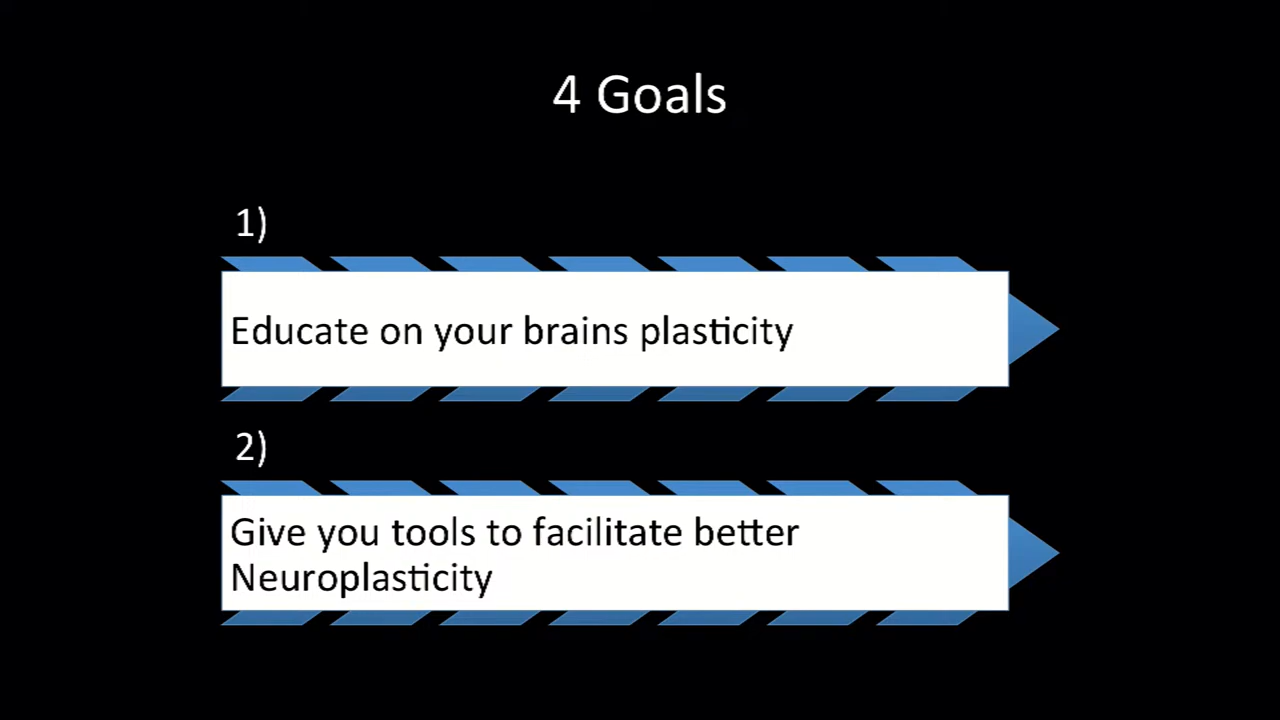 4 Goals
1)
Educate on your brains plasticity
2)
Give you tools to facilitate better
Neuroplasticity